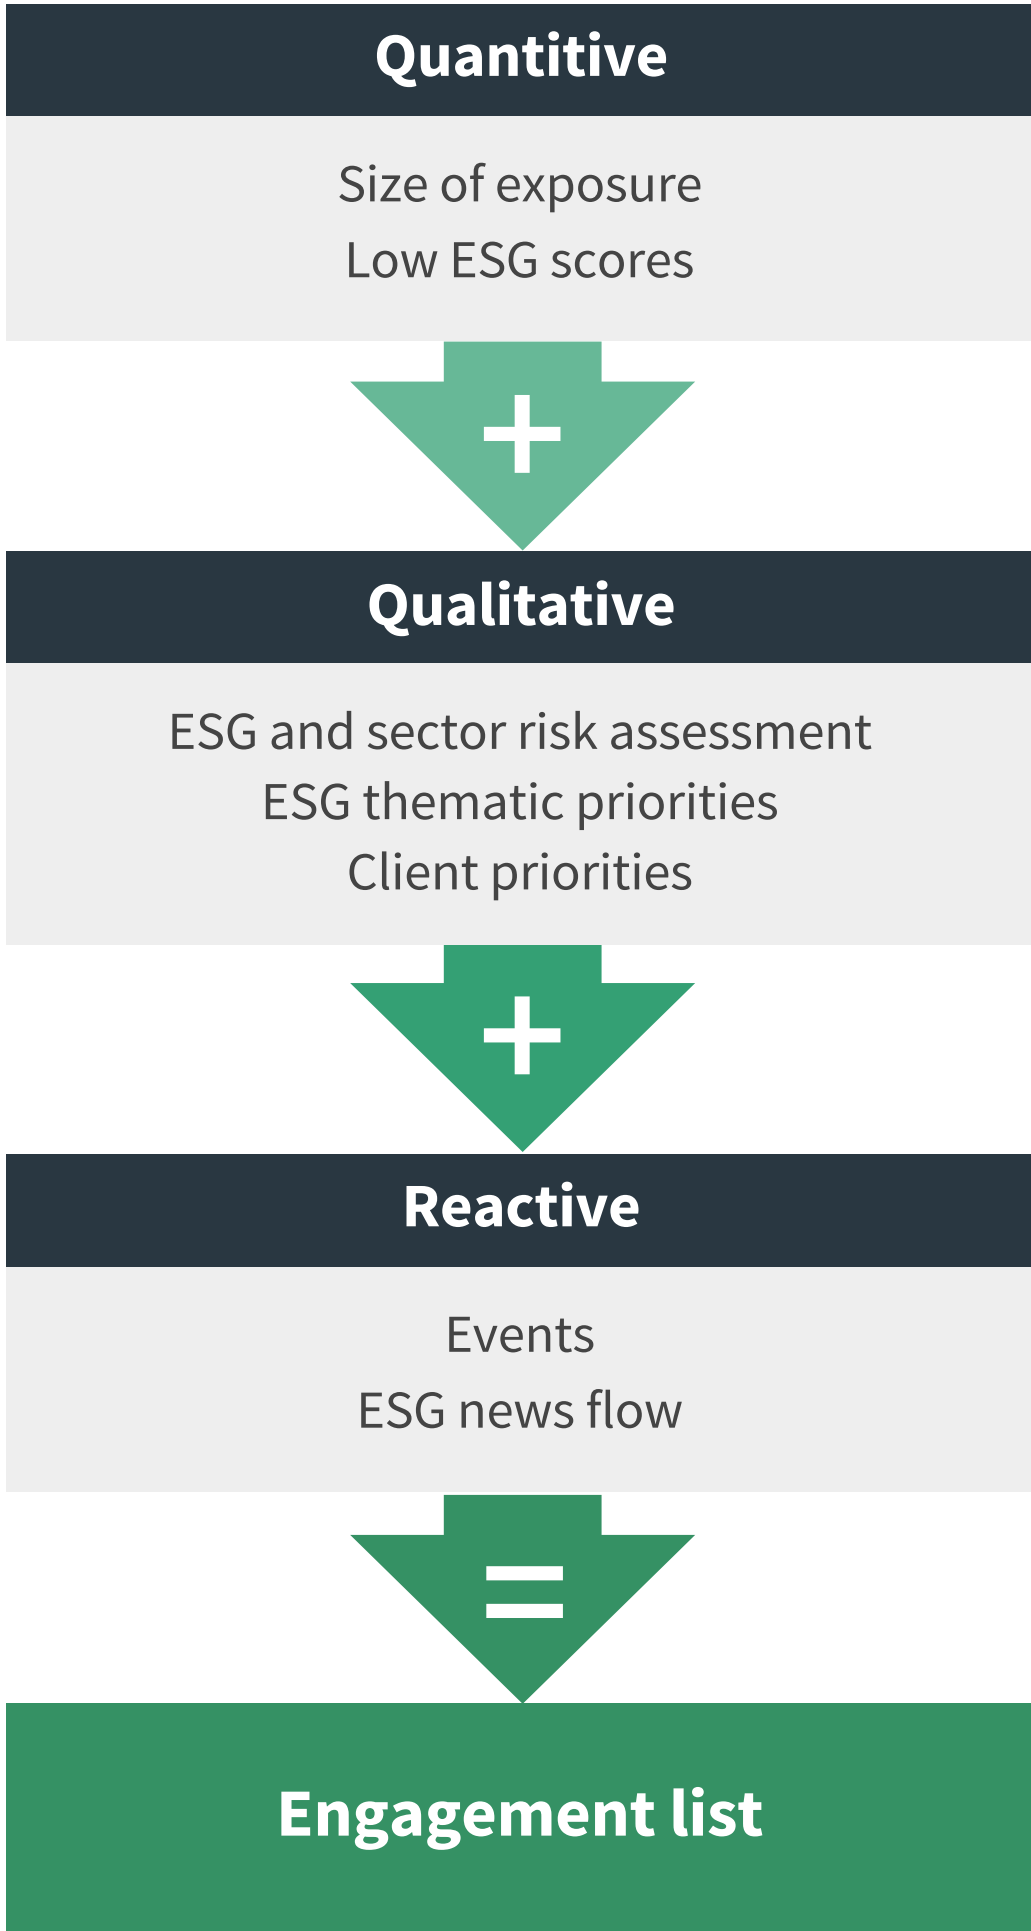 Quantitive
Size of exposure
Low ESG scores
+
Qualitative
ESG and sector risk assessment
ESG thematic priorities
Client priorities
+
Reactive
Events
ESG news flow
=
Engagement list